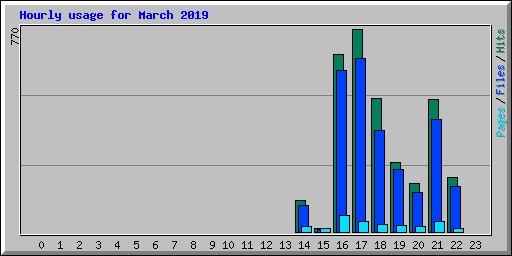 Hourly usage for March 2019
770
Pages/Files/Hits
0 1 2 3 4 5 6 7 8 9 10 11 12 13 14 15 16 17 18 19 20 21 22 23